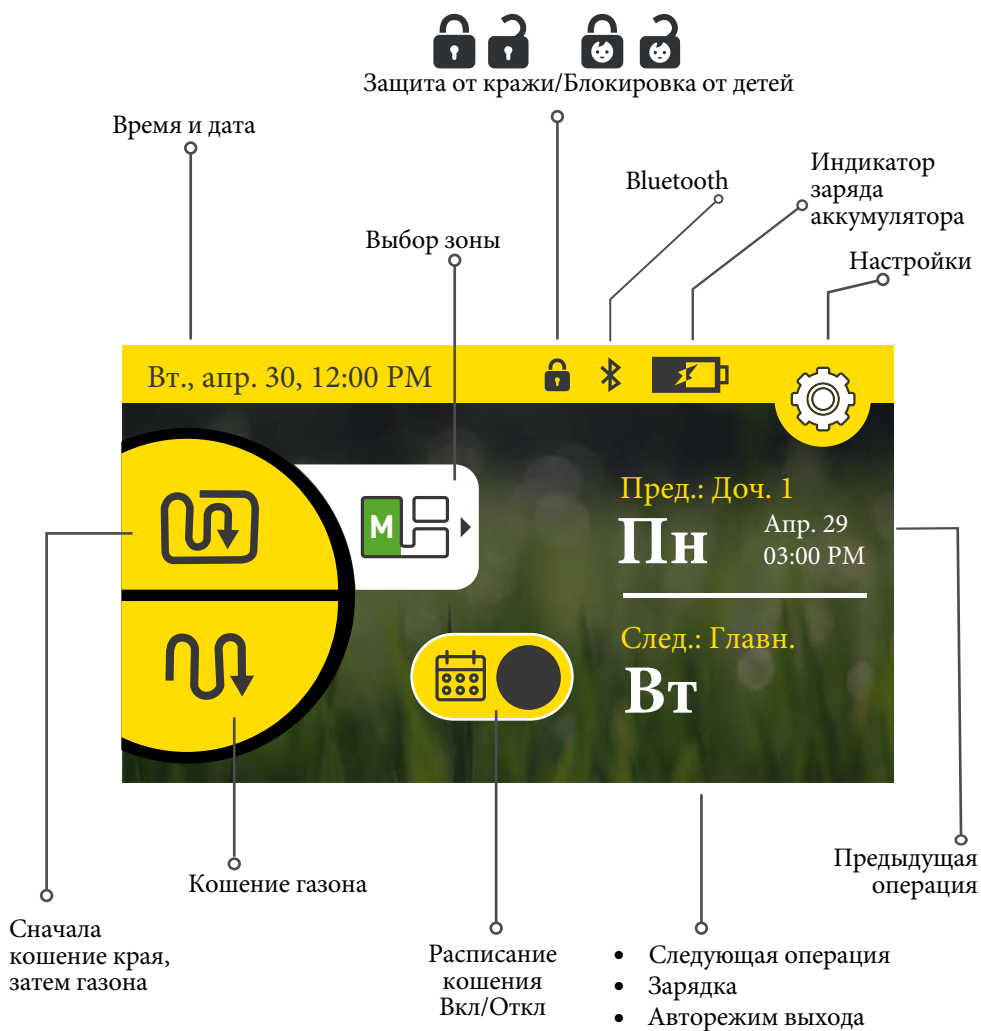 Защита от кражи/Блокировка от детей
Время и дата
Bluetooth
Индикатор
заряда
аккумулятора
Выбор зоны
Настройки
Вт., апр. 30, 12:00 PM
Пред.: Доч. 1
Пн
Апр. 29
03:00 PM
M
След.: Главн.
Вт
Предыдущая
операция
Кошение газона
Сначала
кошение края,
затем газона
Расписание
кошения
Вкл/Откл
• Следующая операция
• Зарядка
• Авторежим выхода